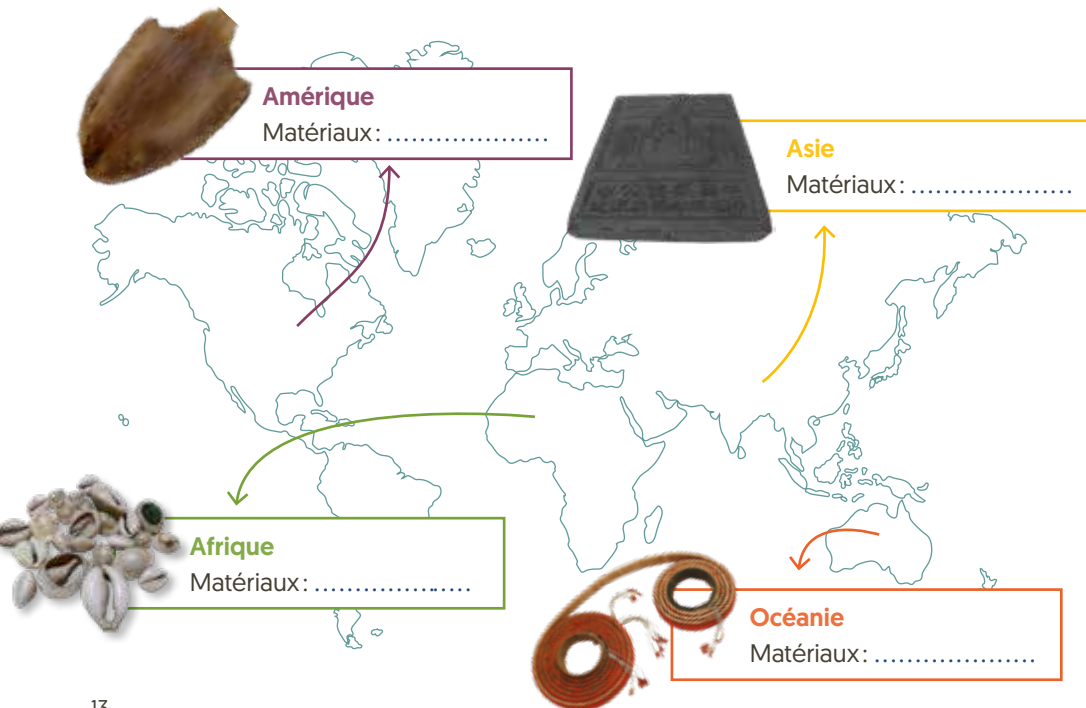 Amérique
Matériaux : .....................
Asie
Matériaux : .....................
Afrique
Matériaux : .....................
Océanie
Matériaux : .....................
13